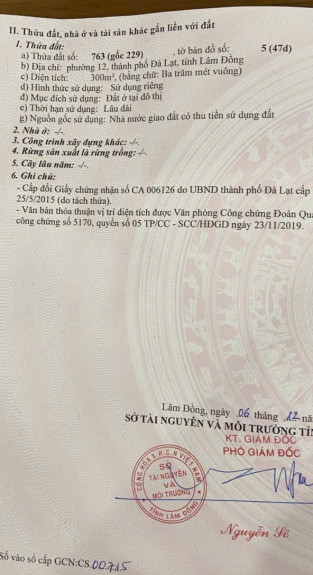 II. Thửa đất, nhà ở và tài sản khác gắn liền với đất
1. Thửa đất:
a) Thửa đất số: 763 (gốc 229) , tờ bản đồ số: 5 (47d)
b) Địa chỉ: phường 12, thành phố Đà Lạt, tỉnh Lâm Đồng
c) Diện tích: 300m², (bằng chữ: Ba trăm mét vuông)
d) Hình thức sử dụng: Sử dụng riêng
đ) Mục đích sử dụng: Đất ở tại đô thị
e) Thời hạn sử dụng: Lâu dài
g) Nguồn gốc sử dụng: Nhà nước giao đất có thu tiền sử dụng đất
2. Nhà ở: -/-.
3. Công trình xây dựng khác: -/-.
4. Rừng sản xuất là rừng trồng: -/-.
5. Cây lâu năm: -/-.
6. Ghi chú:
- Cấp đổi Giấy chứng nhận số CA 006126 do UBND thành phố Đà Lạt cấp
25/5/2015 (do tách thửa).
- Văn bản thỏa thuận vị trí diện tích được Văn phòng Công chứng Đoàn Qu
công chứng số 5170, quyển số 05 TP/CC - SCC/HĐGD ngày 23/11/2019.
Lâm Đồng, ngày 06 tháng 12 nă
SỞ TÀI NGUYÊN VÀ MÔI TRƯỜNG TỈ
KT. GIÁM ĐỐC
PHÓ GIÁM ĐỐC
CỘNG HÒA X.H.C.N VIỆT NAM
SỞ
TÀI NGUYÊN
VÀ
MÔI TRƯỜNG
TỈNH LÂM ĐỒNG
Nguyễn
Số vào sổ cấp GCN:CS.00715